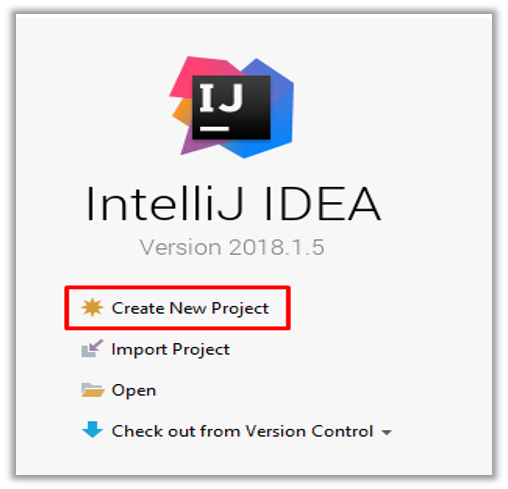 IJ
IntelliJ IDEA
Version 2018.1.5
Create New Project
Import Project
Open
Check out from Version Control